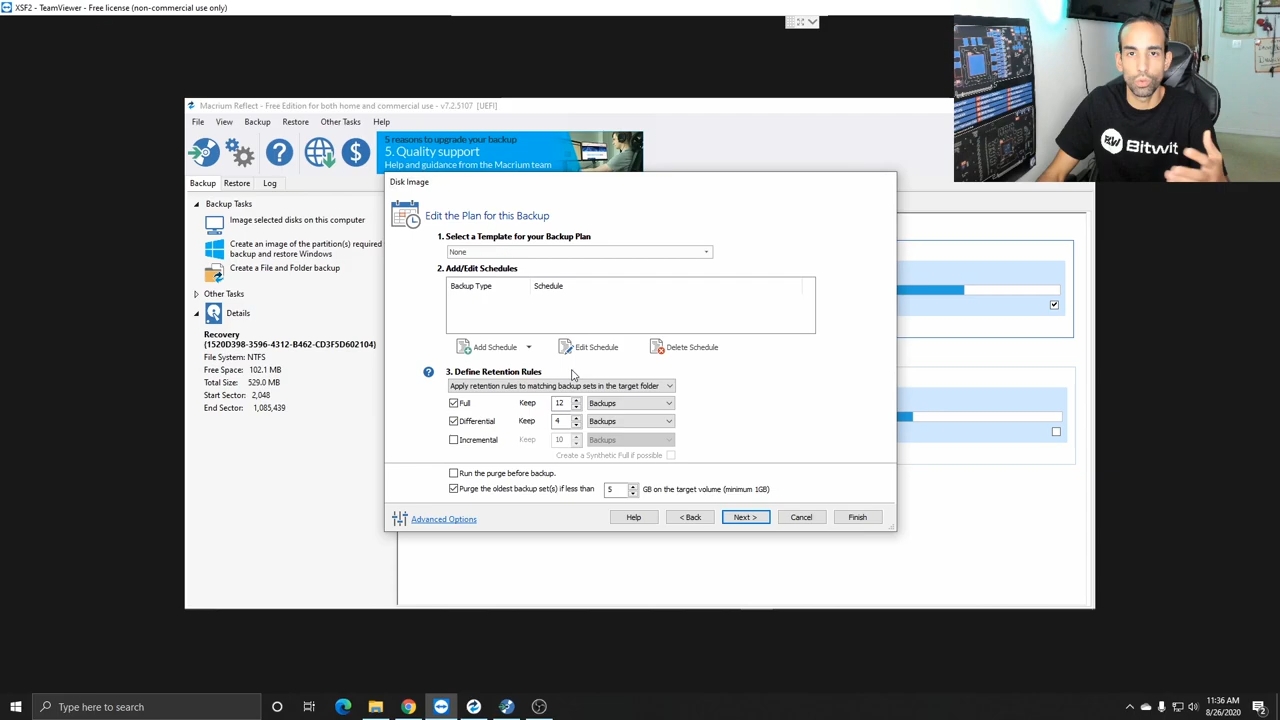 XSF2 - TeamViewer - Free license (non-commercial use only)
Macrium Reflect - Free Edition for both home and commercial use - v7.2.5107 [UEFI]
File View Backup Restore Other Tasks Help
5 reasons to upgrade your backup
5. Quality support
Help and guidance from the Macrium team
Backup Restore Log
Backup Tasks
Image selected disks on this computer
Create an image of the partition(s) required
backup and restore Windows
Create a File and Folder backup
Other Tasks
Details
Recovery
(1520D398-3596-4312-B462-CD3F5D602104)
File System: NTFS
Free Space: 102.1 MB
Total Size: 529.0 MB
Start Sector: 2,048
End Sector: 1,085,439
Disk Image
Edit the Plan for this Backup
1. Select a Template for your Backup Plan
None
2. Add/Edit Schedules
Backup Type Schedule
Add Schedule Edit Schedule Delete Schedule
3. Define Retention Rules
Apply retention rules to matching backup sets in the target folder
Full Keep 12 Backups
Differential Keep 4 Backups
Incremental Keep 10 Backups
Create a Synthetic Full if possible
Run the purge before backup.
Purge the oldest backup set(s) if less than 5 GB on the target volume (minimum 1GB)
Advanced Options Help < Back Next > Cancel Finish
BW Bitwit
Type here to search
11:36 AM
8/26/2020
2